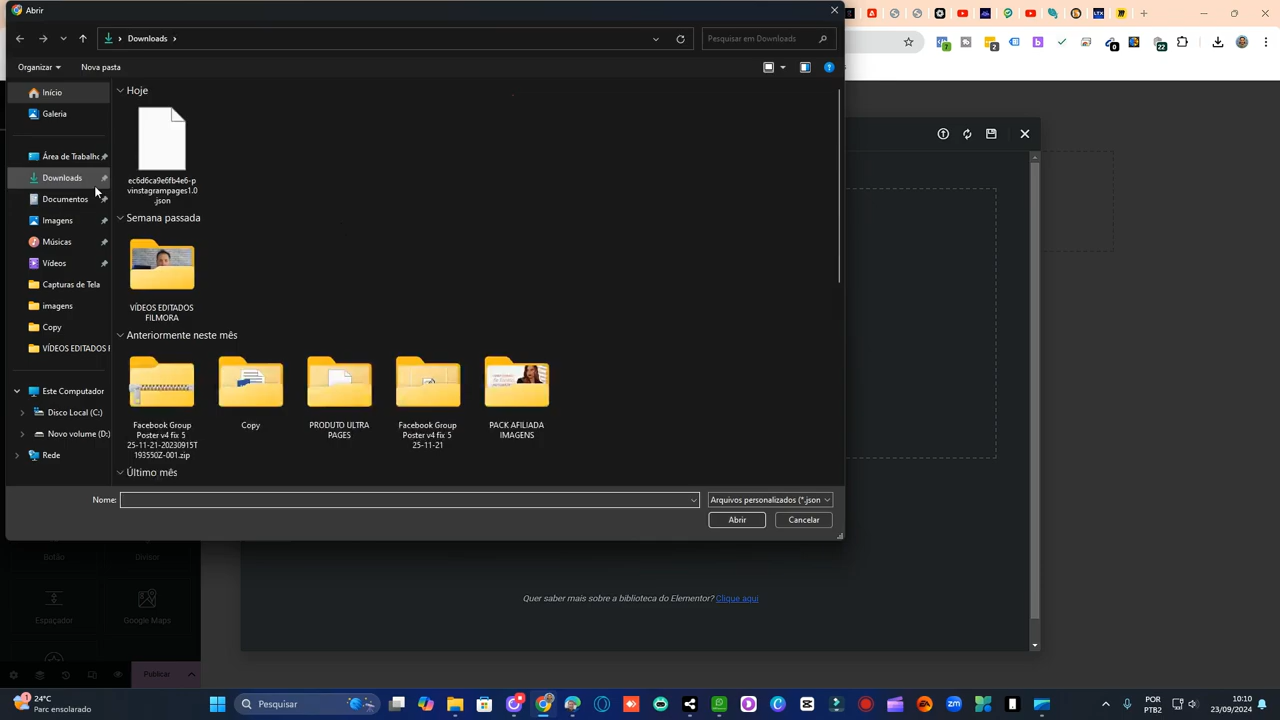 Abrir
Downloads
Pesquisar em Downloads
Organizar
Nova pasta
Início
Galeria
Área de Trabalho
Downloads
Documentos
Imagens
Músicas
Vídeos
Capturas de Tela
imagens
Copy
VÍDEOS EDITADOS F
Este Computador
Disco Local (C:)
Novo volume (D:)
Rede
Hoje
ec6d6ca9e6fb4e6-p
vinstagrampages1.0
.json
Semana passada
VÍDEOS EDITADOS
FILMORA
Anteriormente neste mês
Facebook Group
Poster v4 fix 5
25-11-21-20230915T
193550Z-001.zip
Copy
PRODUTO ULTRA
PAGES
Facebook Group
Poster v4 fix 5
25-11-21
PACK AFILIADA
IMAGENS
Último mês
Nome:
Arquivos personalizados (*.json
Abrir
Cancelar
Botão
Divisor
Espaçador
Google Maps
Quer saber mais sobre a biblioteca do Elementor? Clique aqui
Publicar
24°C
Parc ensolarado
Pesquisar
POR
PTB2
10:10
23/09/2024